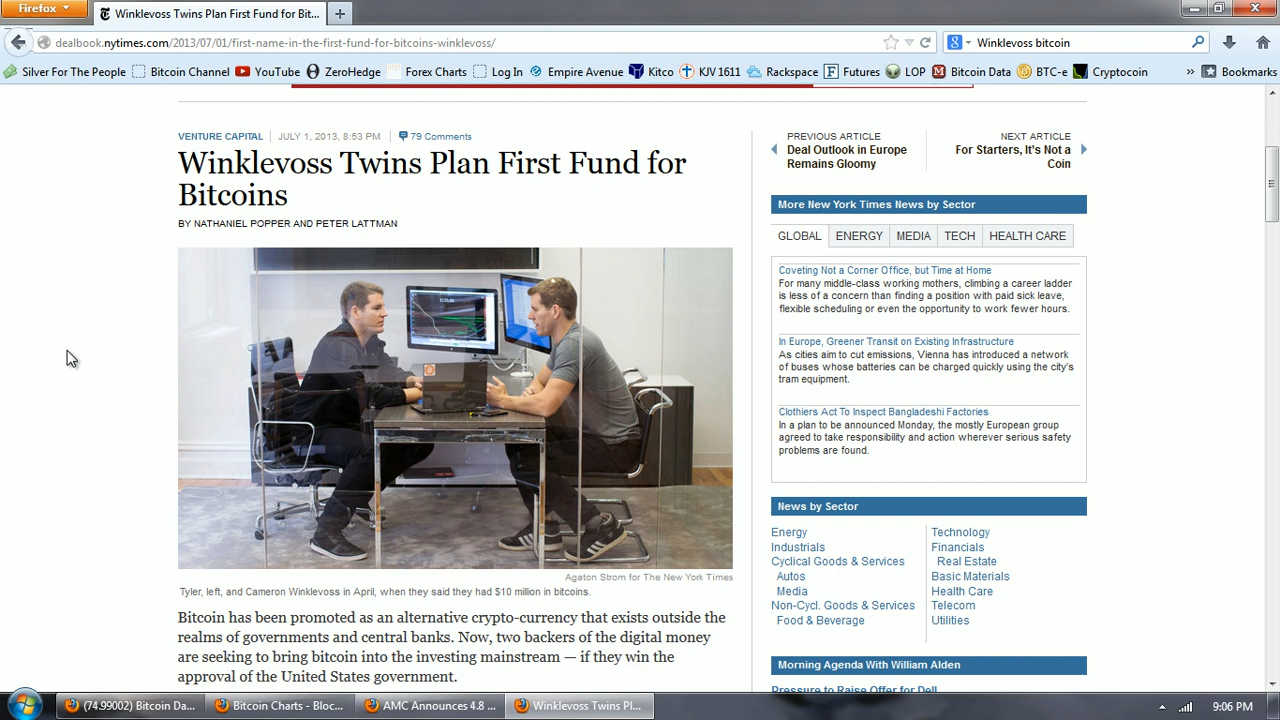 Firefox
Winklevoss Twins Plan First Fund for Bit...
dealbook.nytimes.com/2013/07/01/first-name-in-the-first-fund-for-bitcoins-winklevoss/
Winklevoss bitcoin
Silver For The People
Bitcoin Channel
YouTube
ZeroHedge
Forex Charts
Log In
Empire Avenue
Kitco
KJV 1611
Rackspace
Futures
LOP
Bitcoin Data
BTC-e
Cryptocoin
»
Bookmarks
VENTURE CAPITAL
JULY 1, 2013, 8:53 PM
79 Comments
Winklevoss Twins Plan First Fund for
Bitcoins
BY NATHANIEL POPPER AND PETER LATTMAN
Agaton Strom for The New York Times
Tyler, left, and Cameron Winklevoss in April, when they said they had $10 million in bitcoins.
Bitcoin has been promoted as an alternative crypto-currency that exists outside the
realms of governments and central banks. Now, two backers of the digital money
are seeking to bring bitcoin into the investing mainstream — if they win the
approval of the United States government.
PREVIOUS ARTICLE
Deal Outlook in Europe
Remains Gloomy
NEXT ARTICLE
For Starters, It's Not a
Coin
More New York Times News by Sector
GLOBAL
ENERGY
MEDIA
TECH
HEALTH CARE
Coveting Not a Corner Office, but Time at Home
For many middle-class working mothers, climbing a career ladder
is less of a concern than finding a position with paid sick leave,
flexible scheduling or even the opportunity to work fewer hours.
In Europe, Greener Transit on Existing Infrastructure
As cities aim to cut emissions, Vienna has introduced a network
of buses whose batteries can be charged quickly using the city's
tram equipment.
Clothiers Act To Inspect Bangladeshi Factories
In a plan to be announced Monday, the mostly European group
agreed to take responsibility and action wherever serious safety
problems are found.
News by Sector
Energy
Industrials
Cyclical Goods & Services
Autos
Media
Non-Cycl. Goods & Services
Food & Beverage
Technology
Financials
Real Estate
Basic Materials
Health Care
Telecom
Utilities
Morning Agenda With William Alden
Pressure to Raise Offer for Dell
(74.99002) Bitcoin Da...
Bitcoin Charts - Bloc...
AMC Announces 4.8 ...
Winklevoss Twins Pl...
9:06 PM